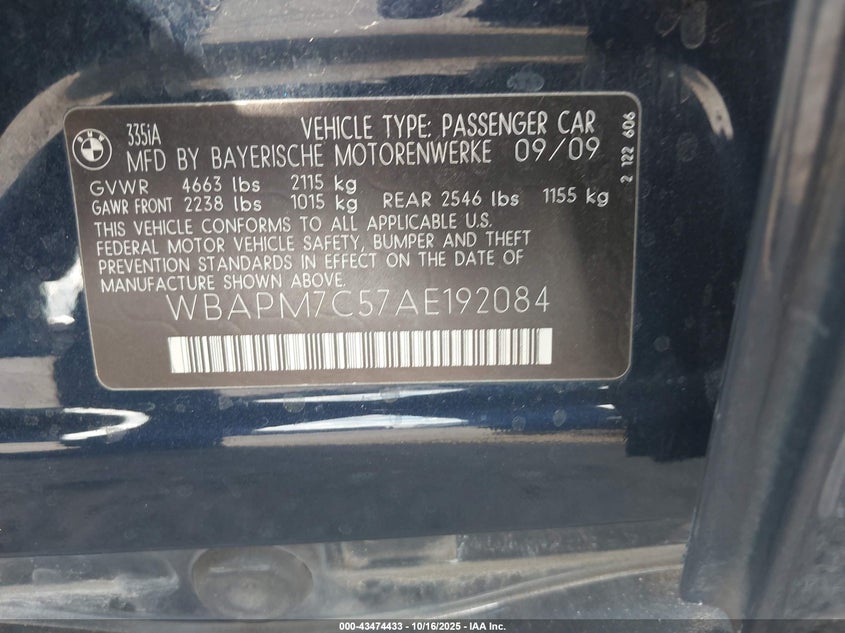 BMW
335iA
VEHICLE TYPE: PASSENGER CAR
MFD BY BAYERISCHE MOTORENWERKE 09/09
GVWR 4663 lbs 2115 kg
GAWR FRONT 2238 lbs 1015 kg REAR 2546 lbs 1155 kg
THIS VEHICLE CONFORMS TO ALL APPLICABLE U.S.
FEDERAL MOTOR VEHICLE SAFETY, BUMPER AND THEFT
PREVENTION STANDARDS IN EFFECT ON THE DATE OF
MANUFACTURE SHOWN ABOVE.
WBAPM7C57AE192084
2 122 606
000-43474433 - 10/16/2025 - IAA Inc.